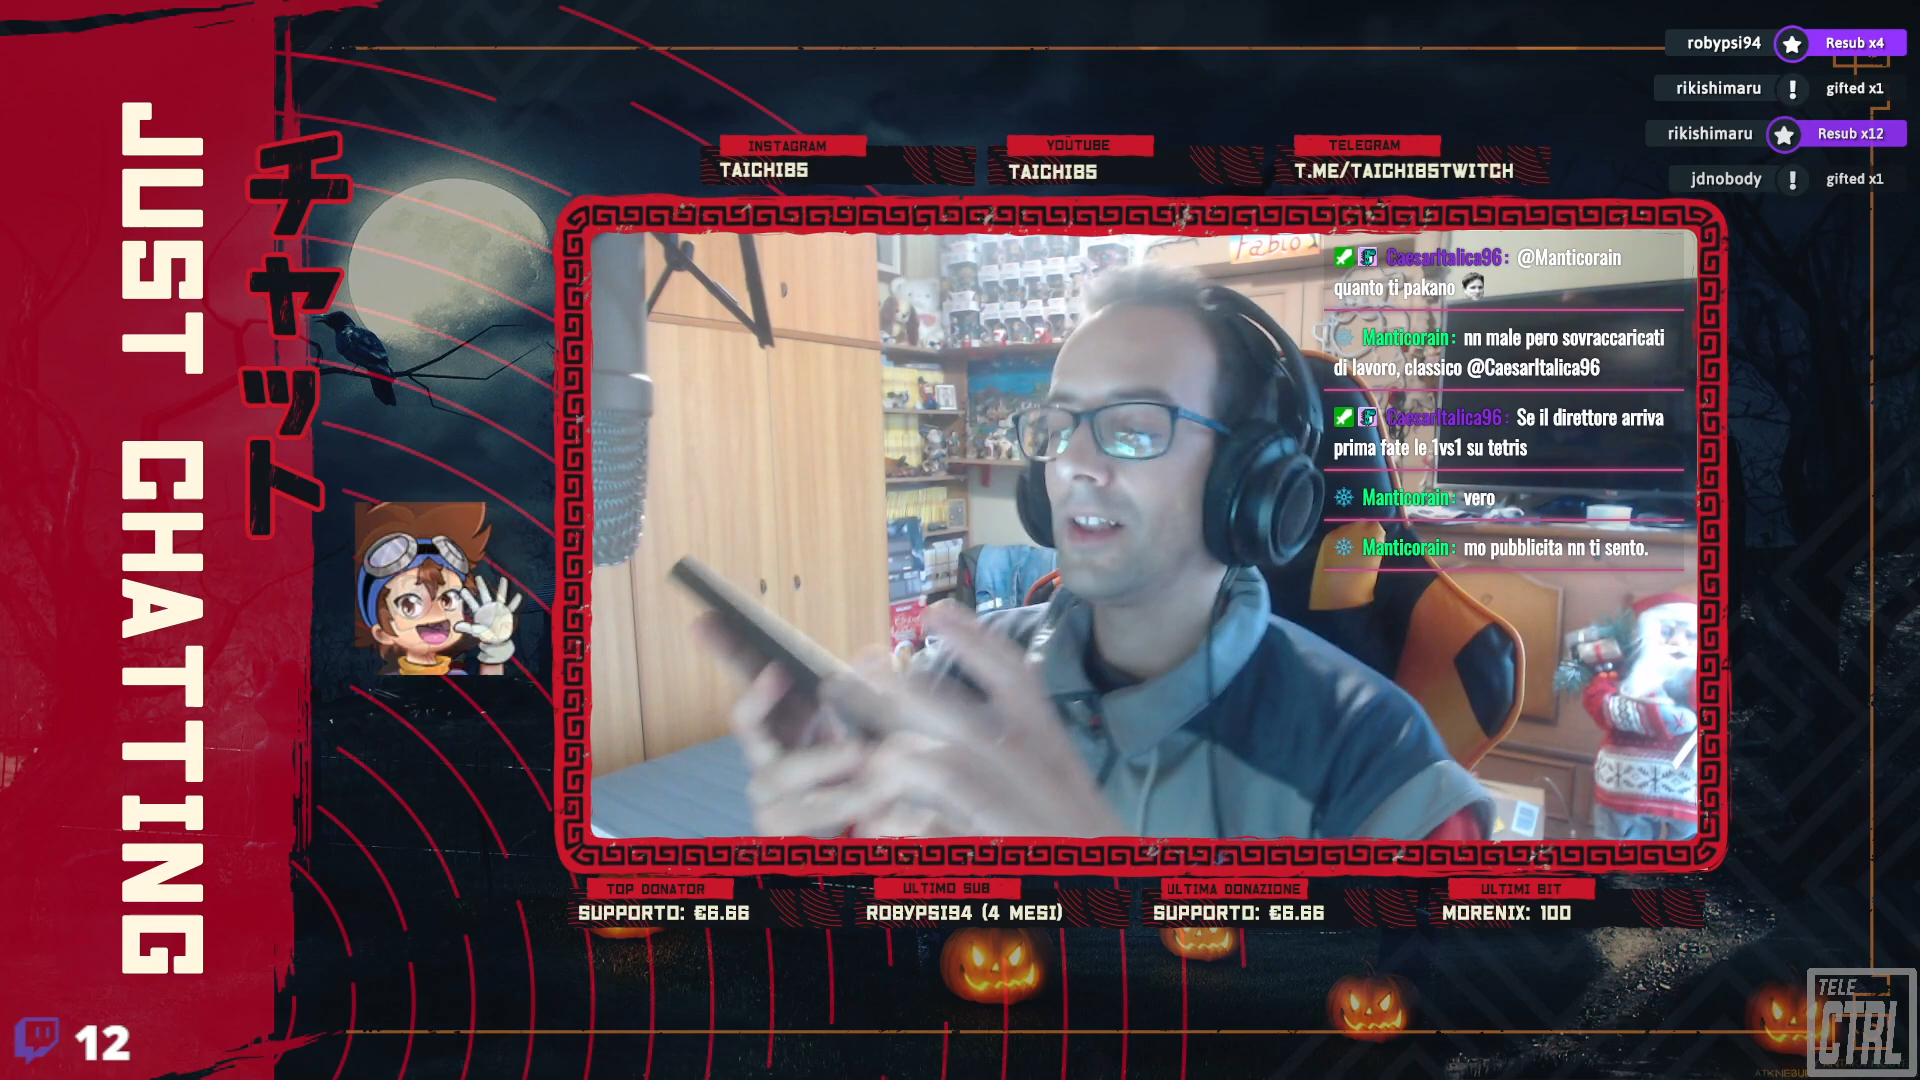 robypsi94 Resub x4
rikishimaru gifted x1
rikishimaru Resub x12
jdnobody gifted x1
JUST CHATTING
チャット
INSTAGRAM
TAICHI85
YOUTUBE
TAICHI85
TELEGRAM
T.ME/TAICHI85TWITCH
Fabio
CaesarItalica96: @Manticorain
quanto ti pakano
Manticorain: nn male pero sovraccaricati
di lavoro, classico @CaesarItalica96
CaesarItalica96: Se il direttore arriva
prima fate le 1vs1 su tetris
Manticorain: vero
Manticorain: mo pubblicita nn ti sento.
TOP DONATOR
SUPPORTO: €6.66
ULTIMO SUB
ROBYPSI94 (4 MESI)
ULTIMA DONAZIONE
SUPPORTO: €6.66
ULTIMI BIT
MORENIX: 100
12
TELE
CTRL